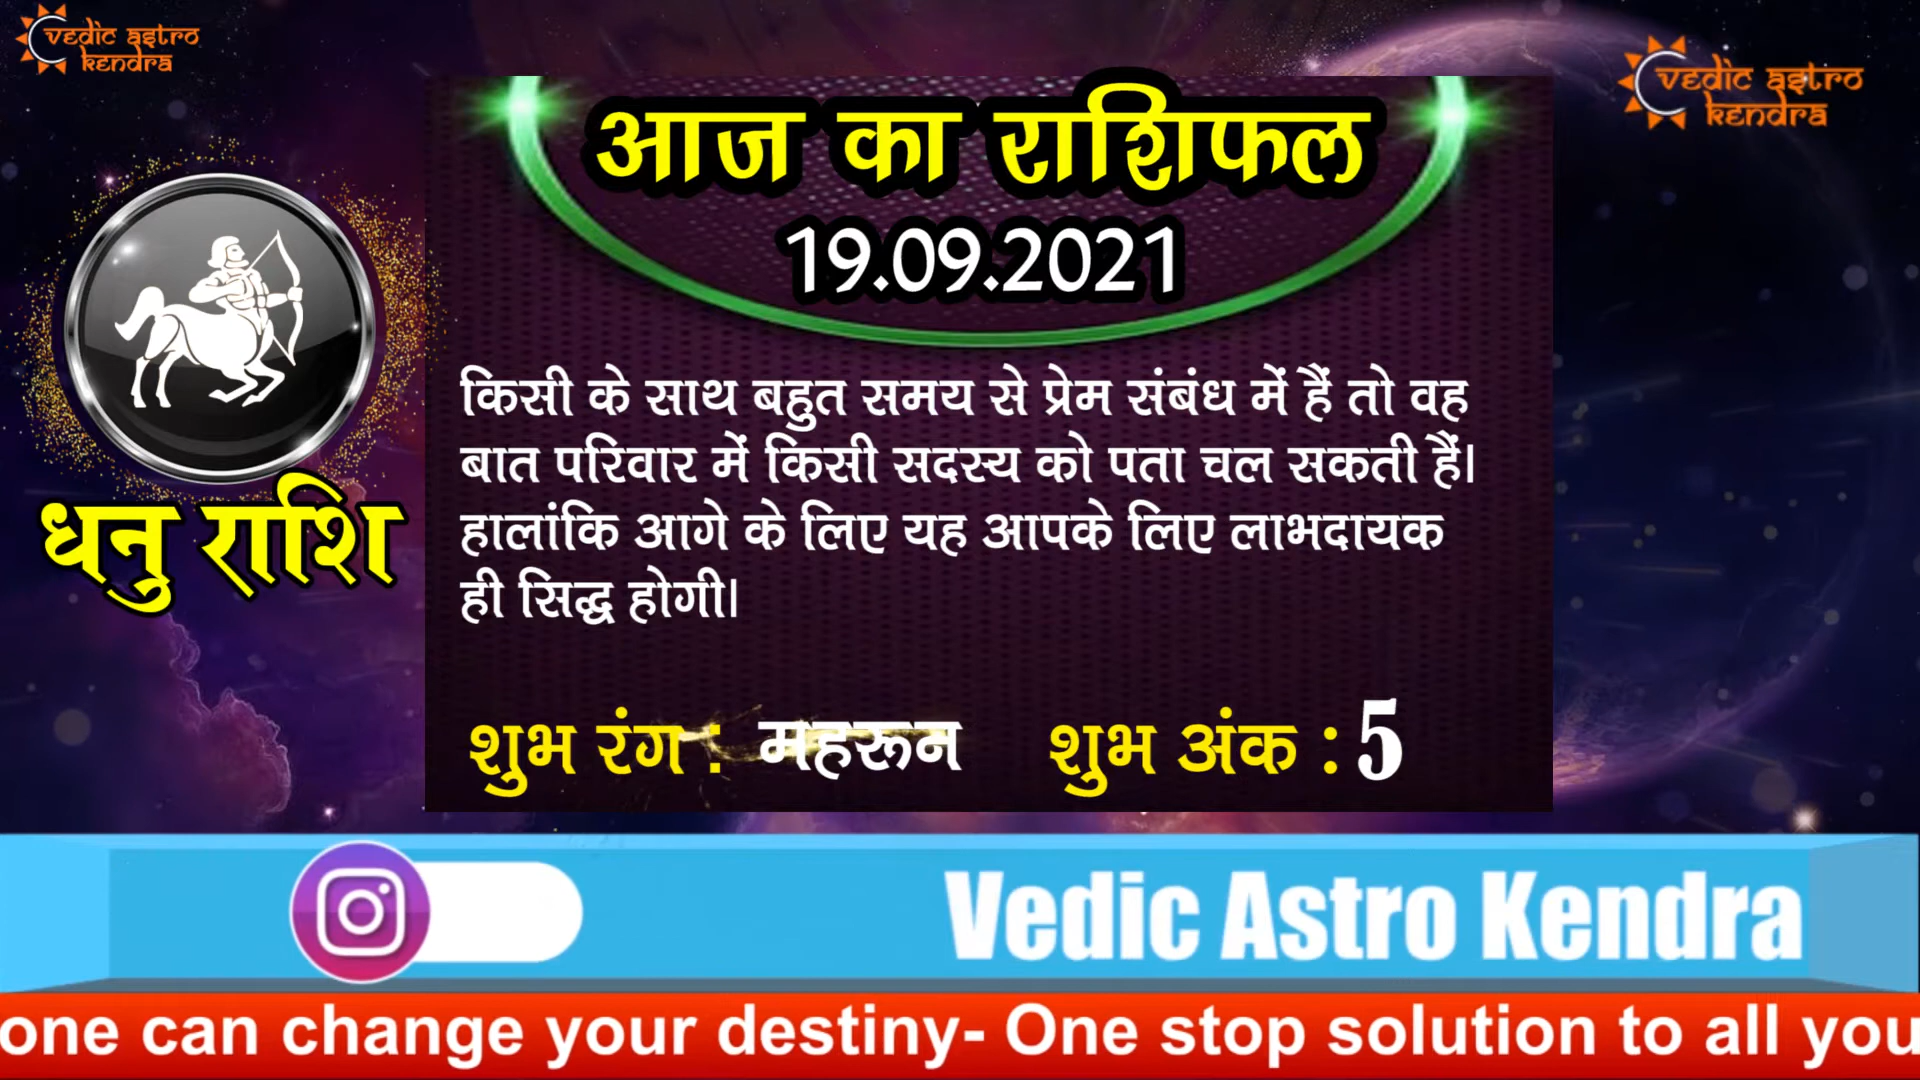 vedic astro
kendra
vedic astro
kendra
आज का राशिफल
19.09.2021
धनु राशि
किसी के साथ बहुत समय से प्रेम संबंध में हैं तो वह
बात परिवार में किसी सदस्य को पता चल सकती हैं।
हालांकि आगे के लिए यह आपके लिए लाभदायक
ही सिद्ध होगी।
शुभ रंग : महरून शुभ अंक : 5
Vedic Astro Kendra
one can change your destiny- One stop solution to all you